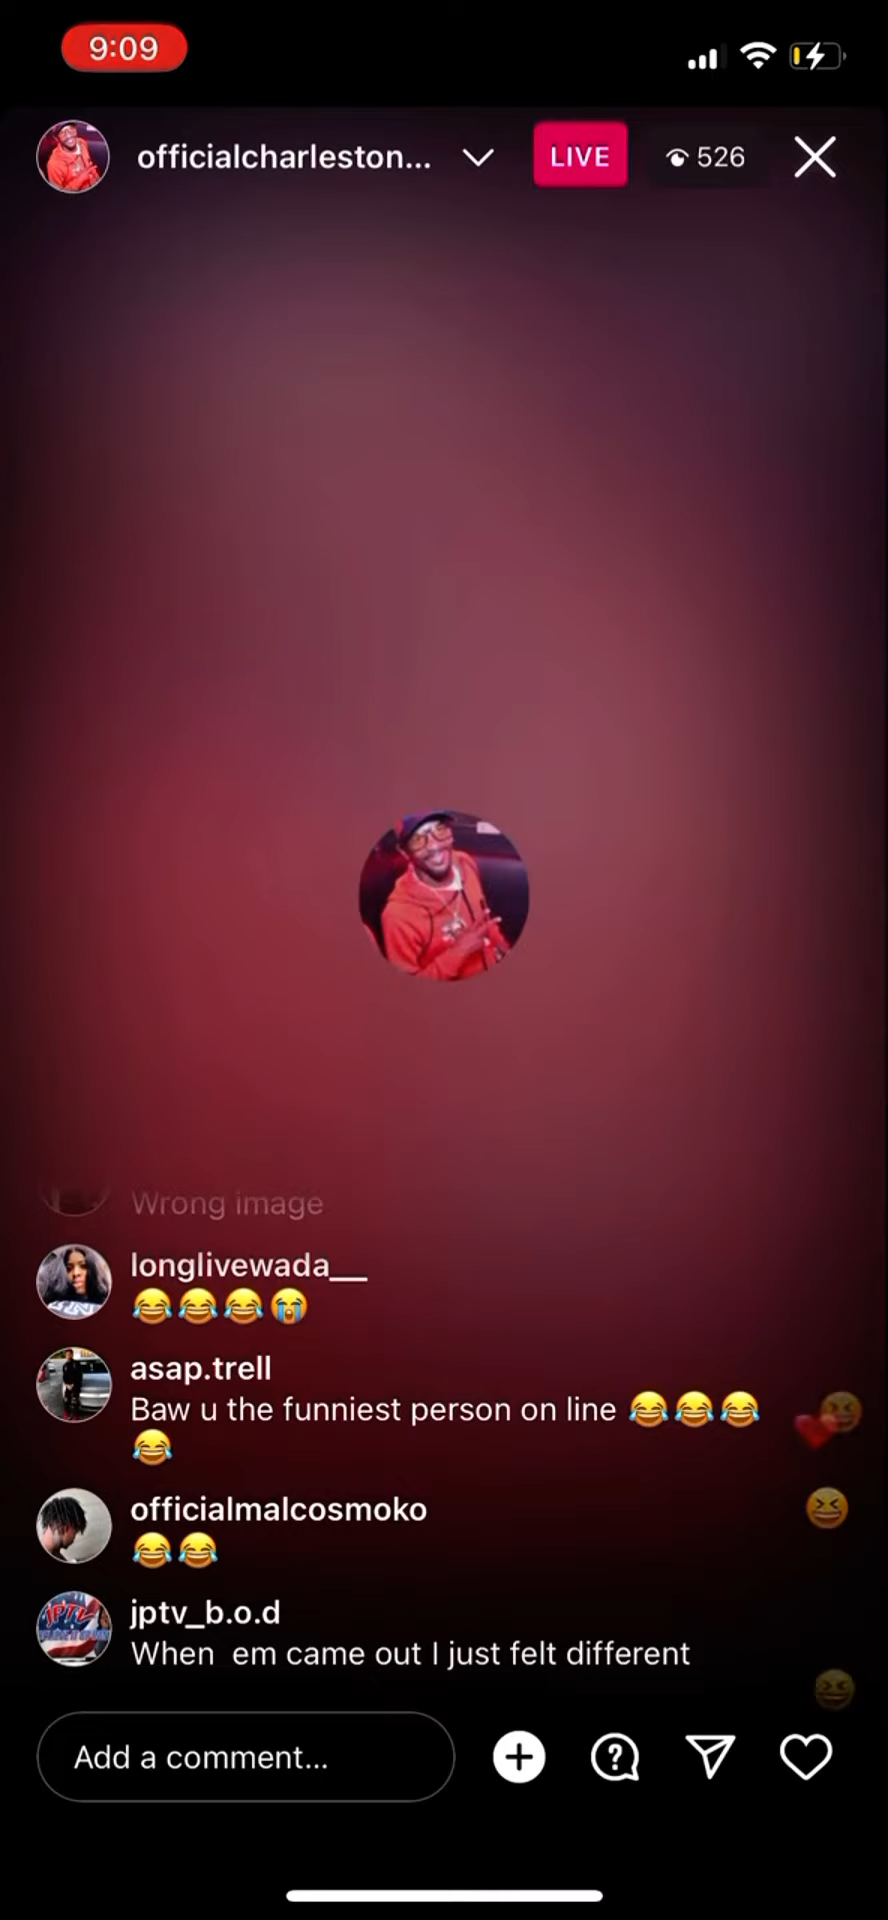 9:09
officialcharleston...
LIVE
526
Wrong image
longlivewada__
😂😂😂😭
asap.trell
Baw u the funniest person on line 😂😂😂
😂
officialmalcosmoko
😂😂
jptv_b.o.d
When  em came out I just felt different
Add a comment...